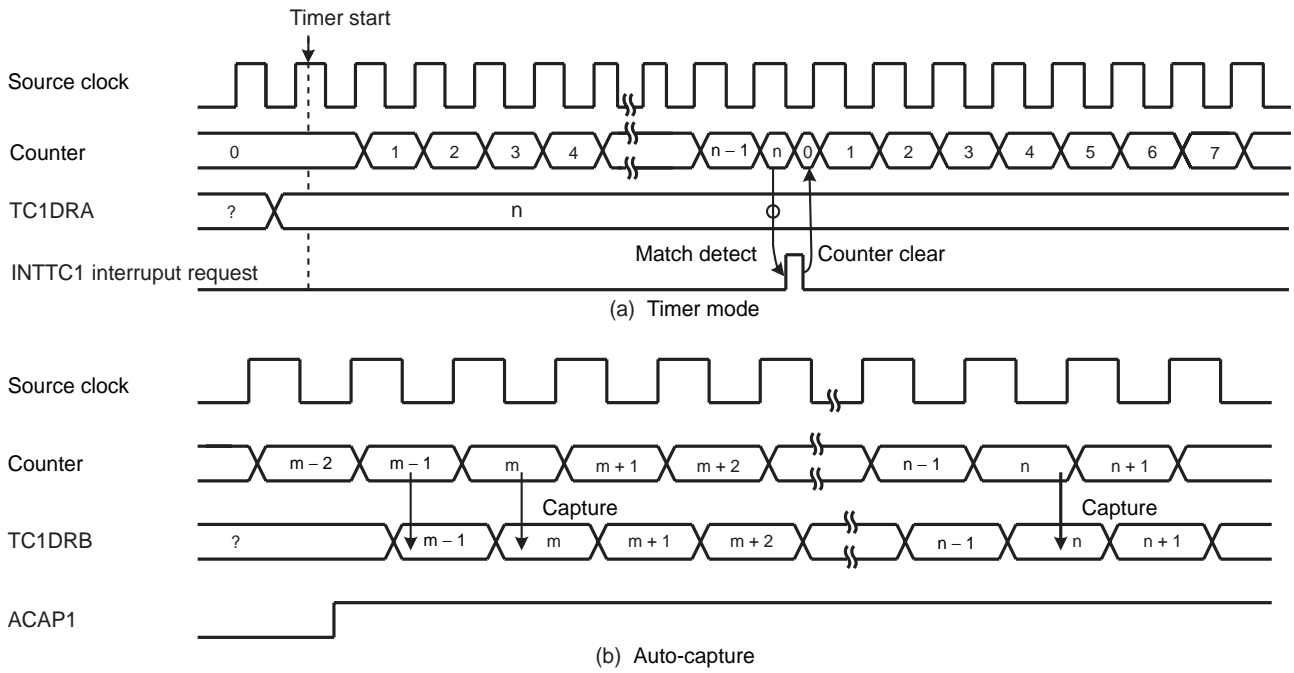 Timer start
Source clock
Counter 0 1 2 3 4 n – 1 n 0 1 2 3 4 5 6 7
TC1DRA ? n
Match detect Counter clear
INTTC1 interruput request
(a) Timer mode
Source clock
Counter m – 2 m – 1 m m + 1 m + 2 n – 1 n n + 1
Capture Capture
TC1DRB ? m – 1 m m + 1 m + 2 n – 1 n n + 1
ACAP1
(b) Auto-capture